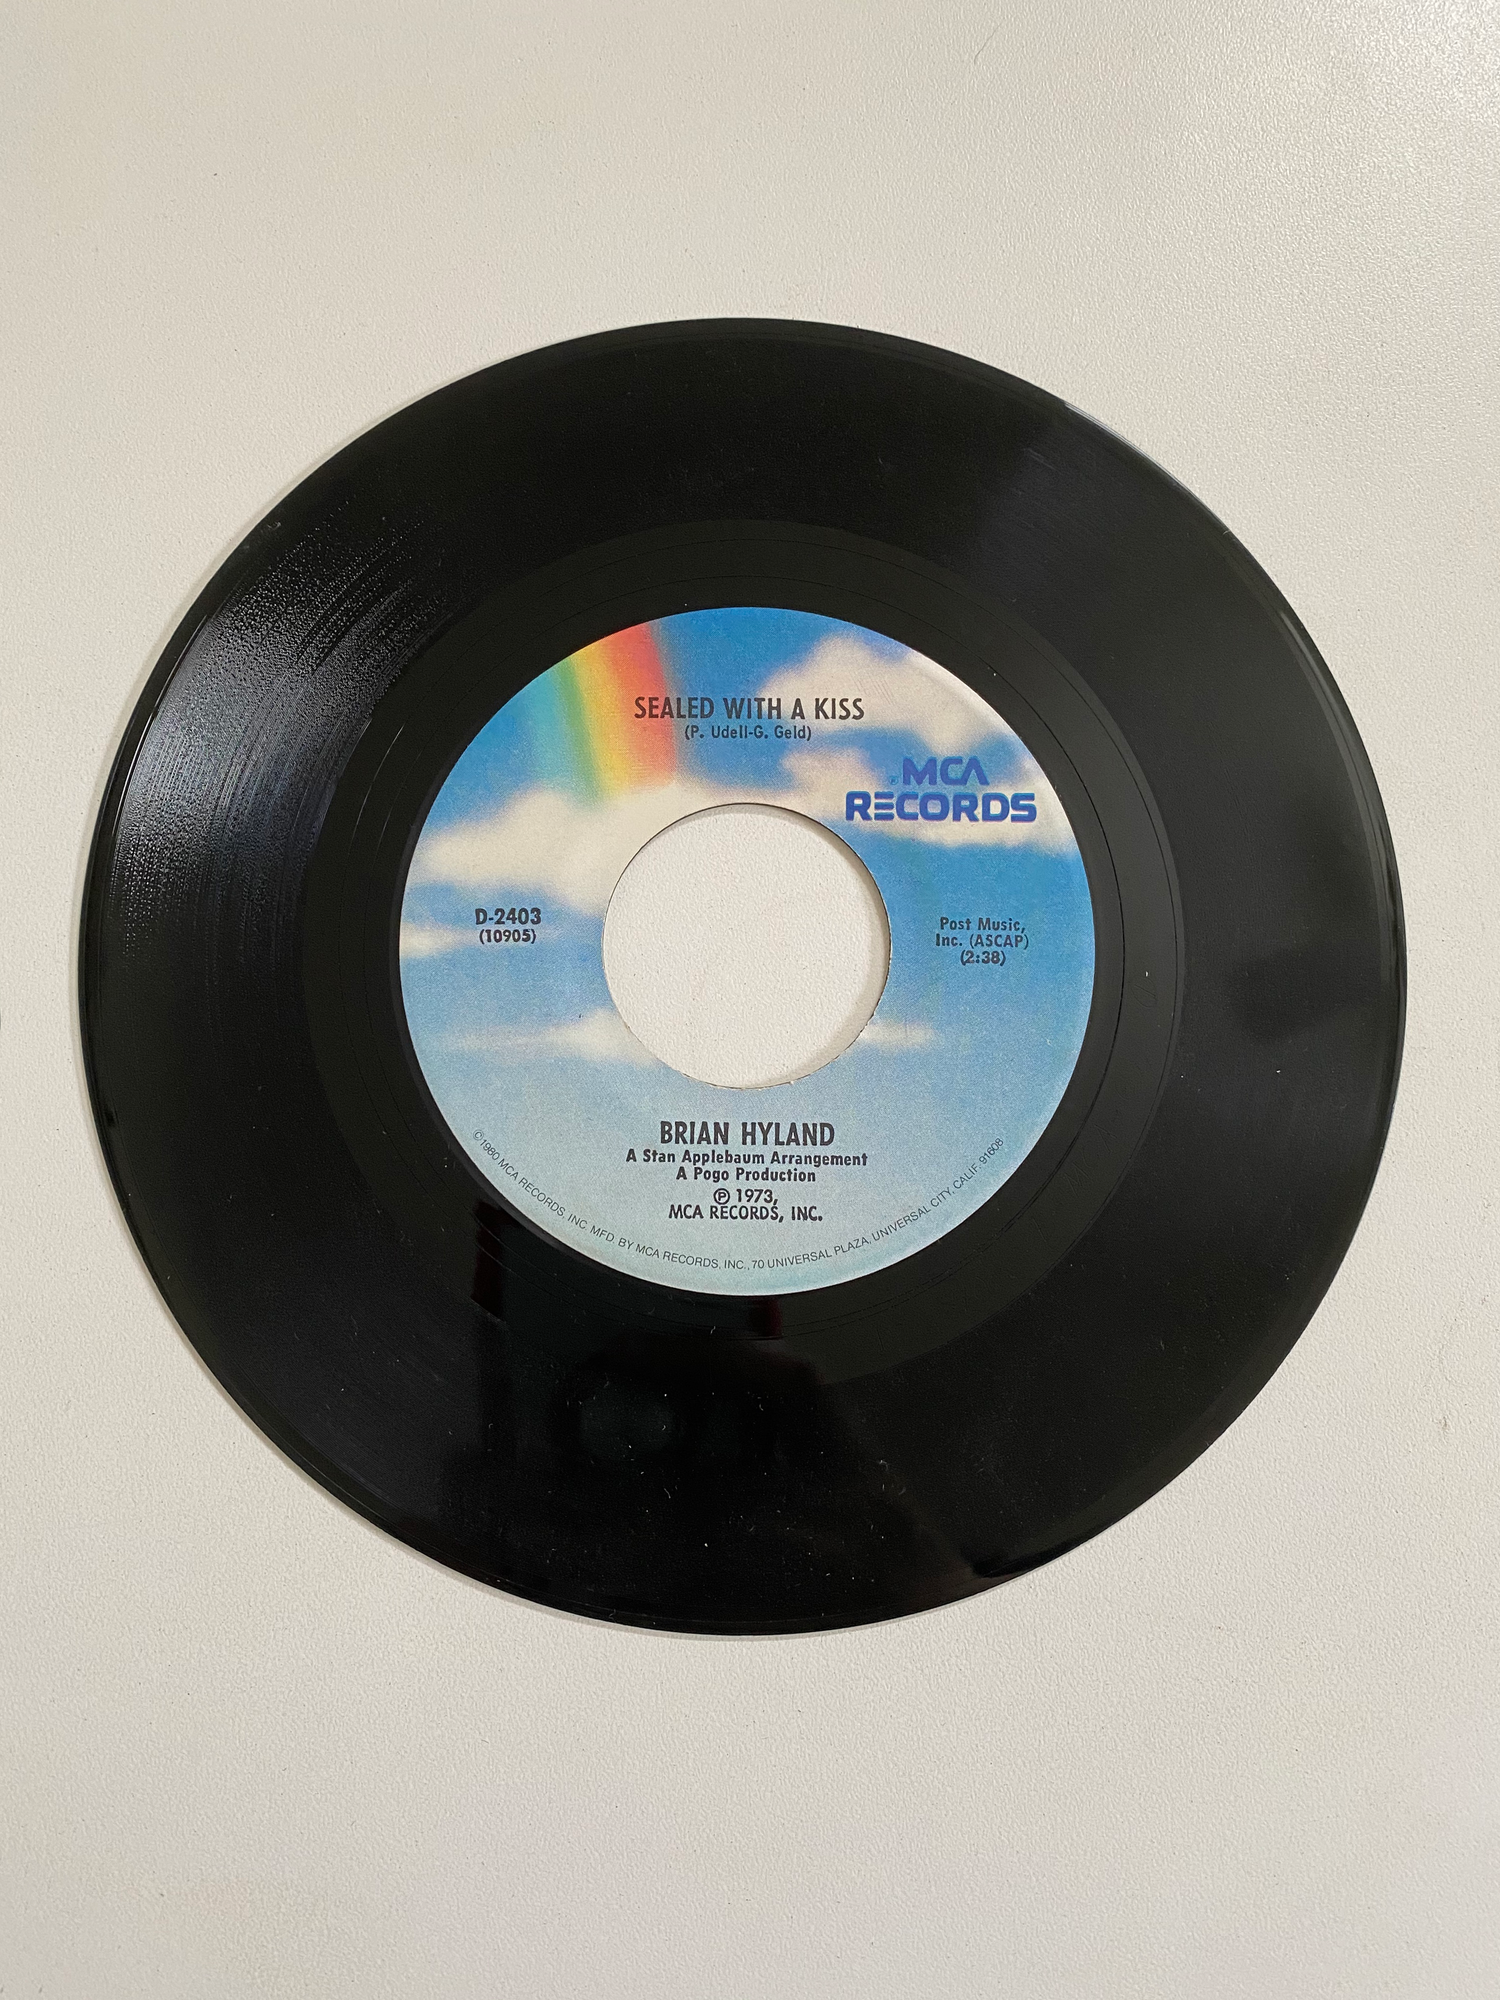 SEALED WITH A KISS
(P. Udell-G. Geld)
MCA
RECORDS
D-2403
(10905)
Post Music,
Inc. (ASCAP)
(2:38)
BRIAN HYLAND
A Stan Applebaum Arrangement
A Pogo Production
℗ 1973,
MCA RECORDS, INC.
©1980 MCA RECORDS, INC. MFD. BY MCA RECORDS, INC., 70 UNIVERSAL PLAZA, UNIVERSAL CITY, CALIF. 91608